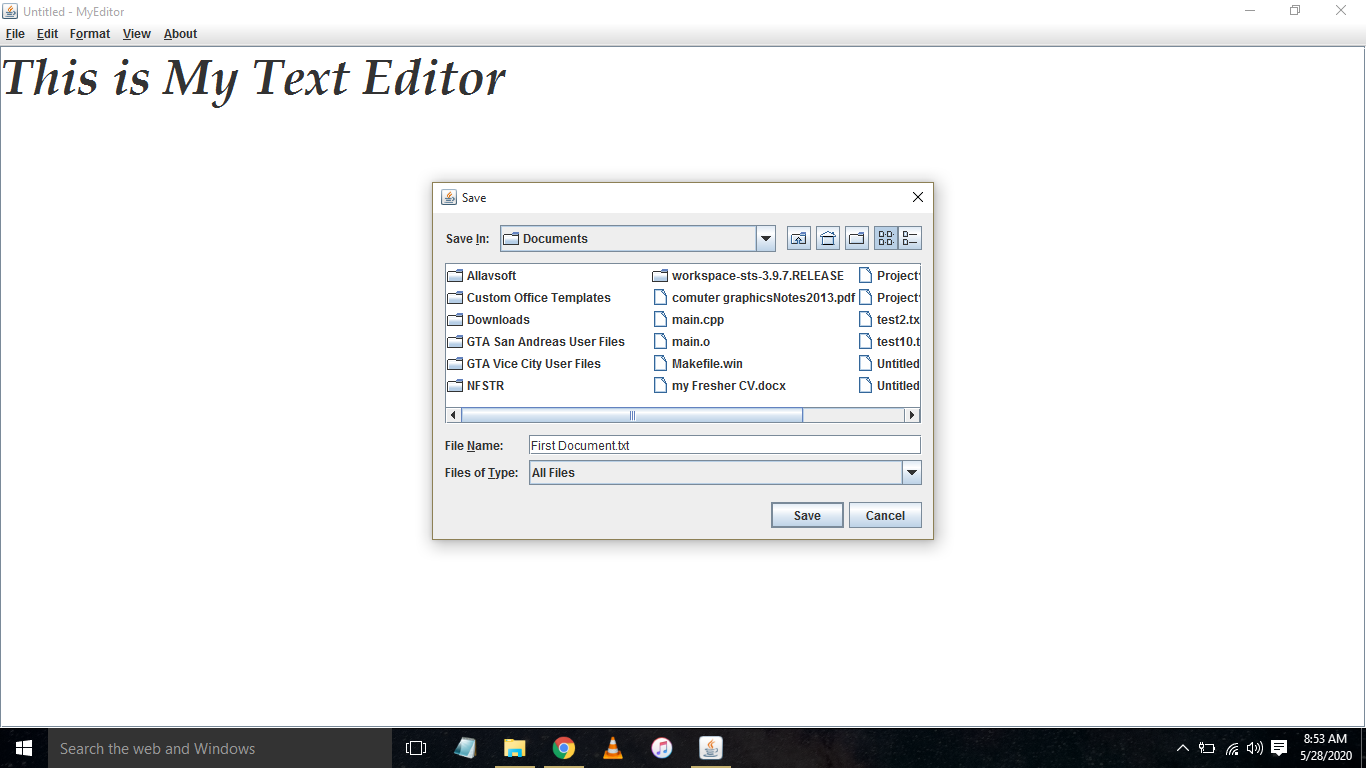 Untitled - MyEditor
File Edit Format View About
This is My Text Editor
Save
Save In: Documents
Allavsoft
Custom Office Templates
Downloads
GTA San Andreas User Files
GTA Vice City User Files
NFSTR
workspace-sts-3.9.7.RELEASE
comuter graphicsNotes2013.pdf
main.cpp
main.o
Makefile.win
my Fresher CV.docx
Project
Project
test2.tx
test10.t
Untitled
Untitled
File Name: First Document.txt
Files of Type: All Files
Save Cancel
Search the web and Windows
8:53 AM
5/28/2020